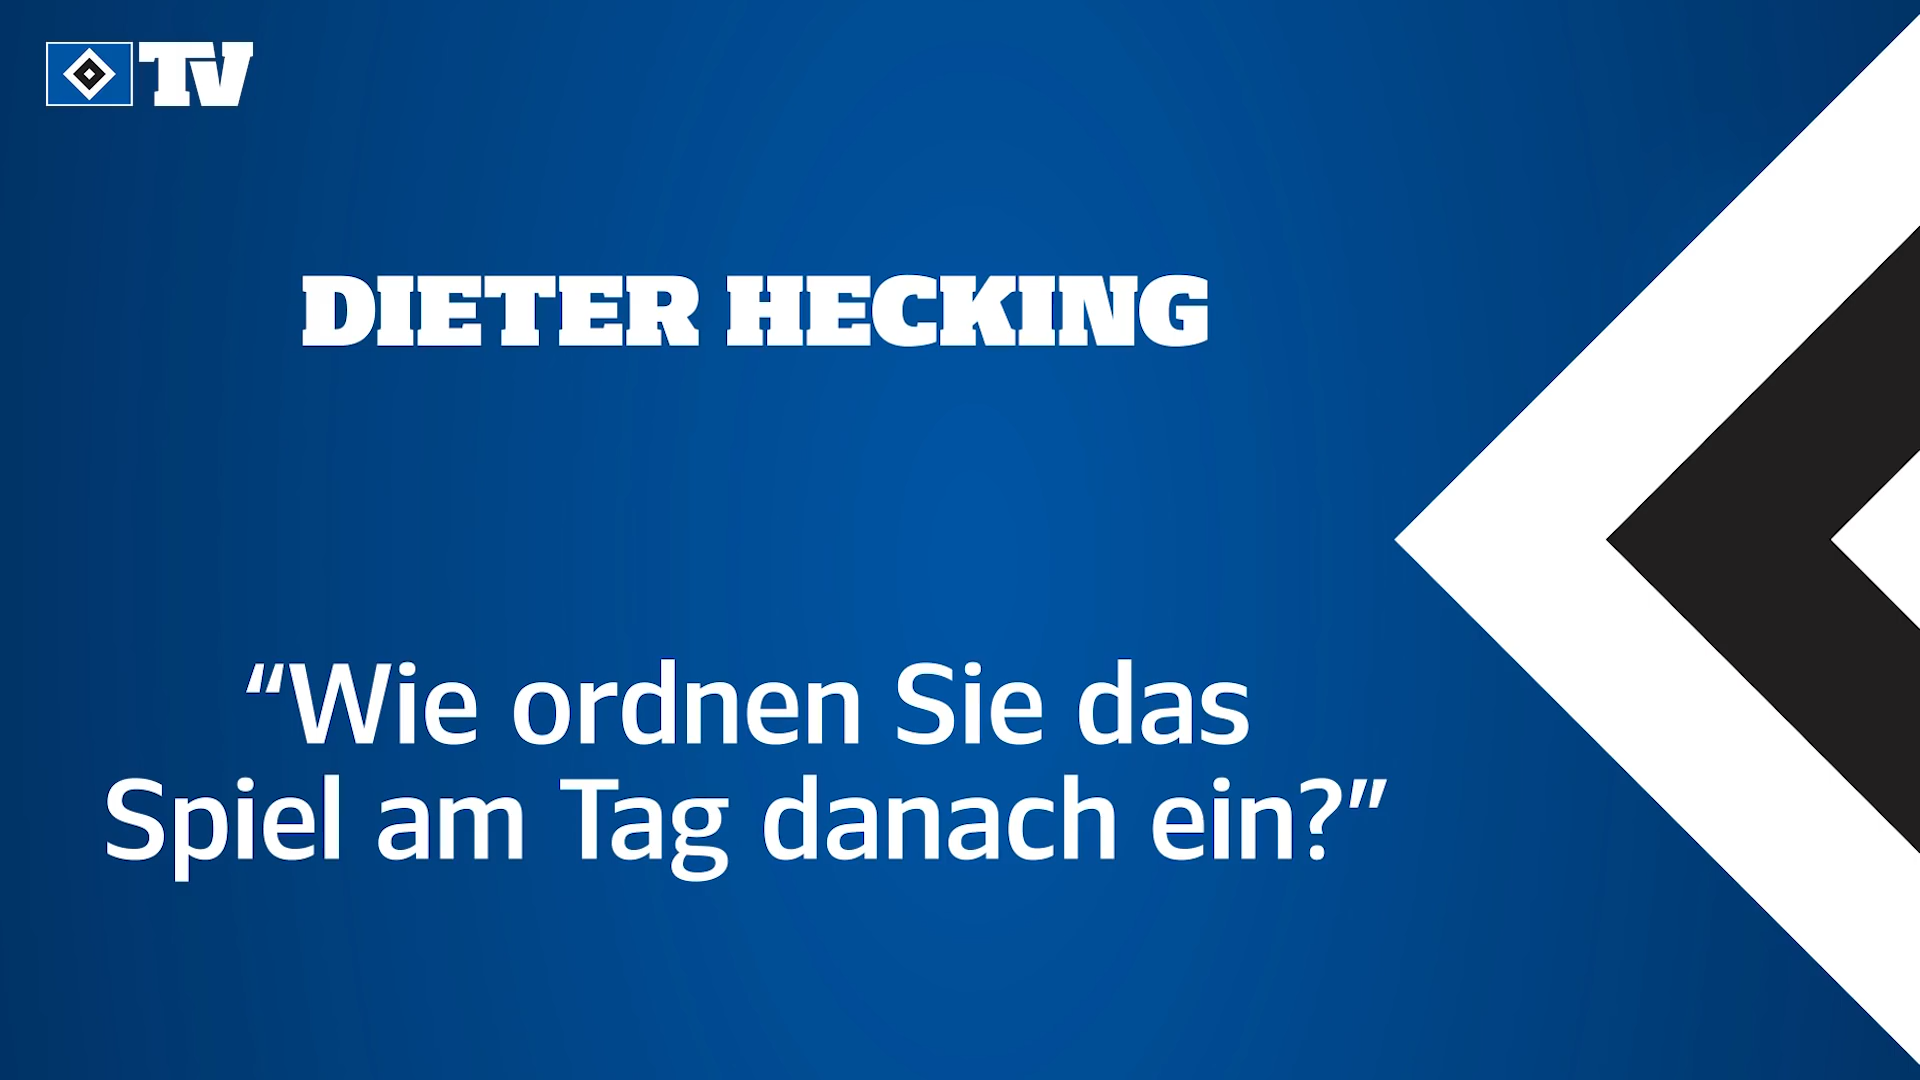 TV
DIETER HECKING
“Wie ordnen Sie das
Spiel am Tag danach ein?”